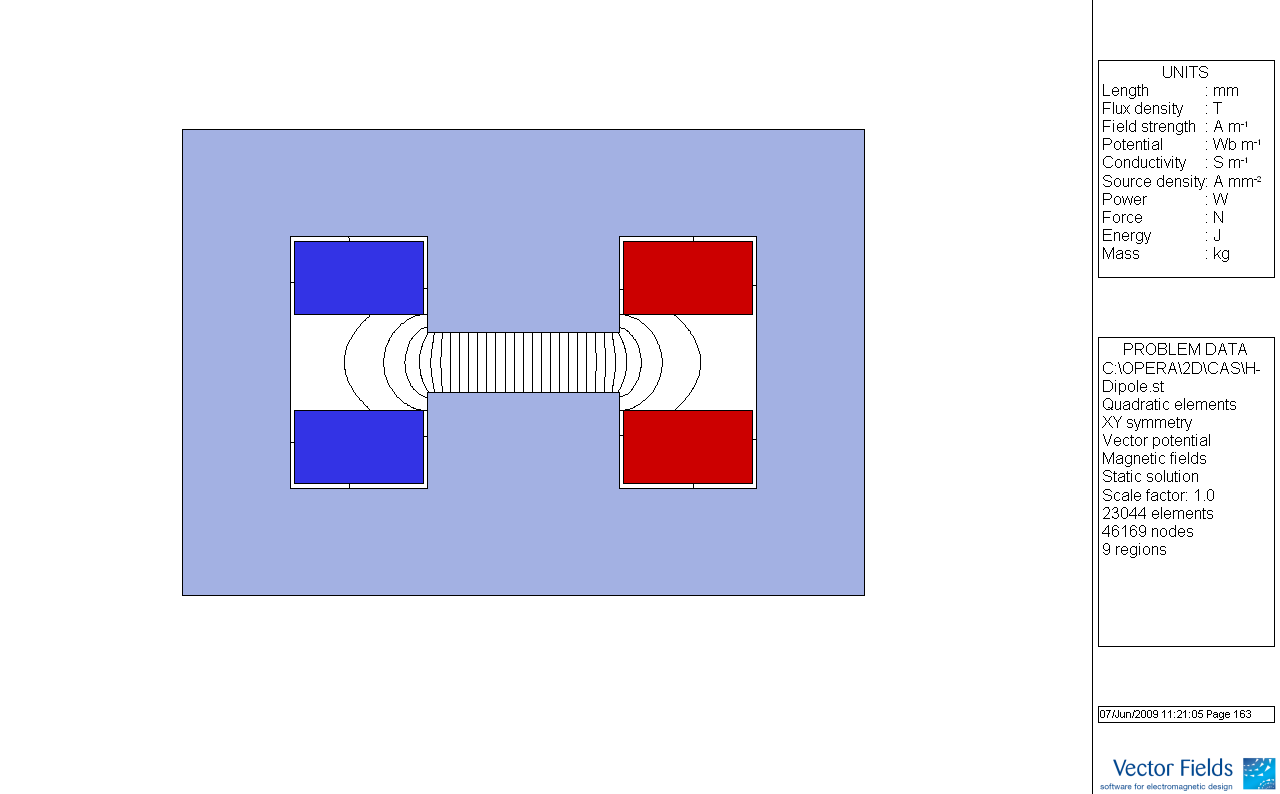 UNITS
Length : mm
Flux density : T
Field strength : A m⁻¹
Potential : Wb m⁻¹
Conductivity : S m⁻¹
Source density: A mm⁻²
Power : W
Force : N
Energy : J
Mass : kg
PROBLEM DATA
C:\OPERA\2D\CAS\H-
Dipole.st
Quadratic elements
XY symmetry
Vector potential
Magnetic fields
Static solution
Scale factor: 1.0
23044 elements
46169 nodes
9 regions
07/Jun/2009 11:21:05 Page 163
Vector Fields
software for electromagnetic design